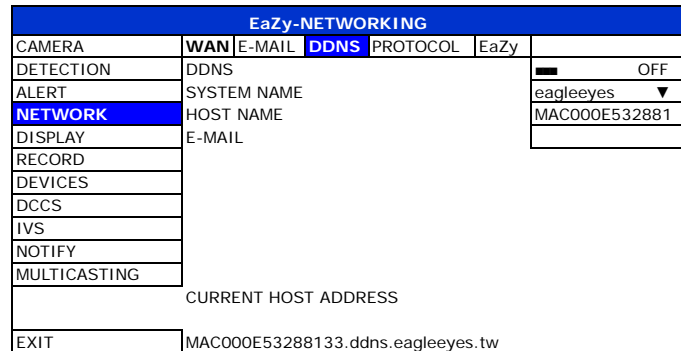 EaZy-NETWORKING
CAMERA WAN E-MAIL DDNS PROTOCOL EaZy
DETECTION DDNS OFF
ALERT SYSTEM NAME eagleeyes ▼
NETWORK HOST NAME MAC000E532881
DISPLAY E-MAIL
RECORD
DEVICES
DCCS
IVS
NOTIFY
MULTICASTING
CURRENT HOST ADDRESS
EXIT MAC000E53288133.ddns.eagleeyes.tw